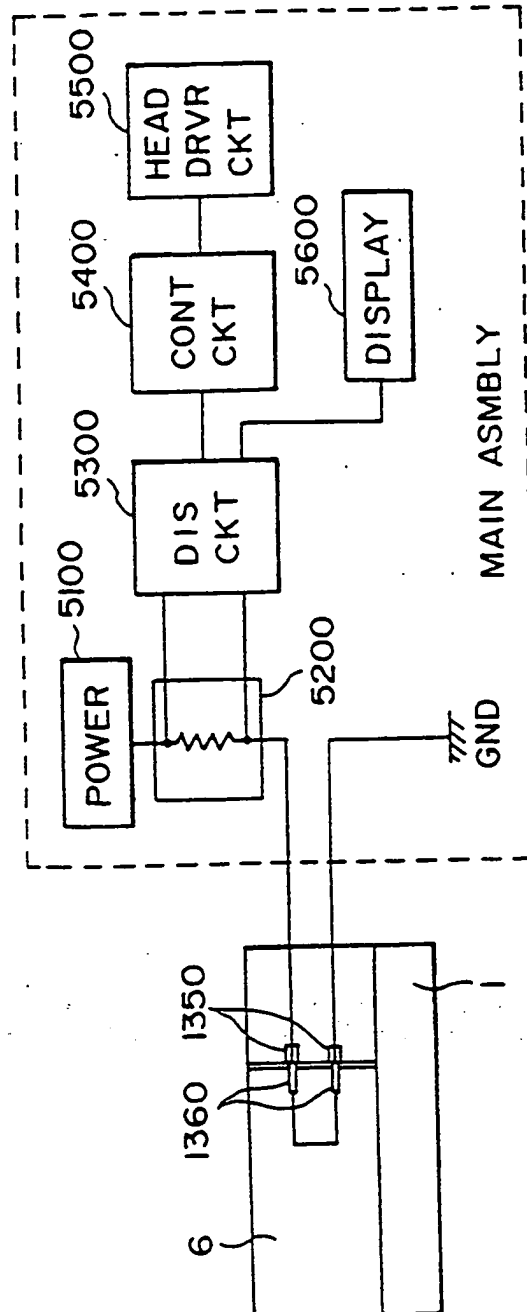 5100
POWER
5200
5300
DIS
CKT
5400
CONT
CKT
5500
HEAD
DRVR
CKT
5600
DISPLAY
MAIN ASMBLY
GND
1350
1360
6
1